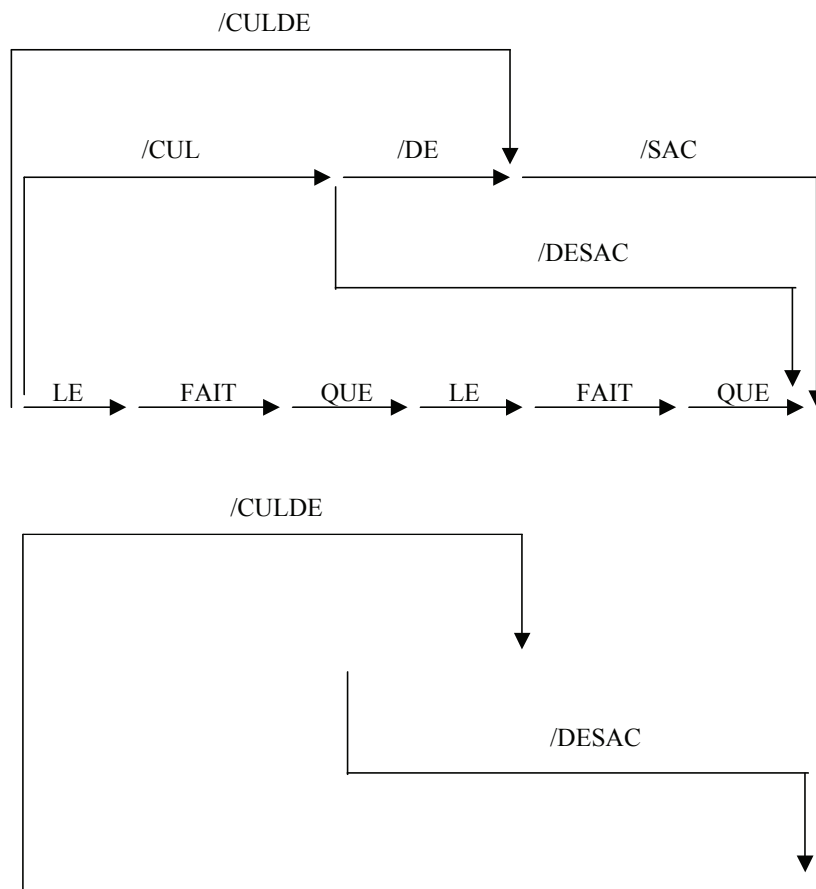 /CULDE
/CUL /DE /SAC
/DESAC
LE FAIT QUE LE FAIT QUE
/CULDE
/DESAC